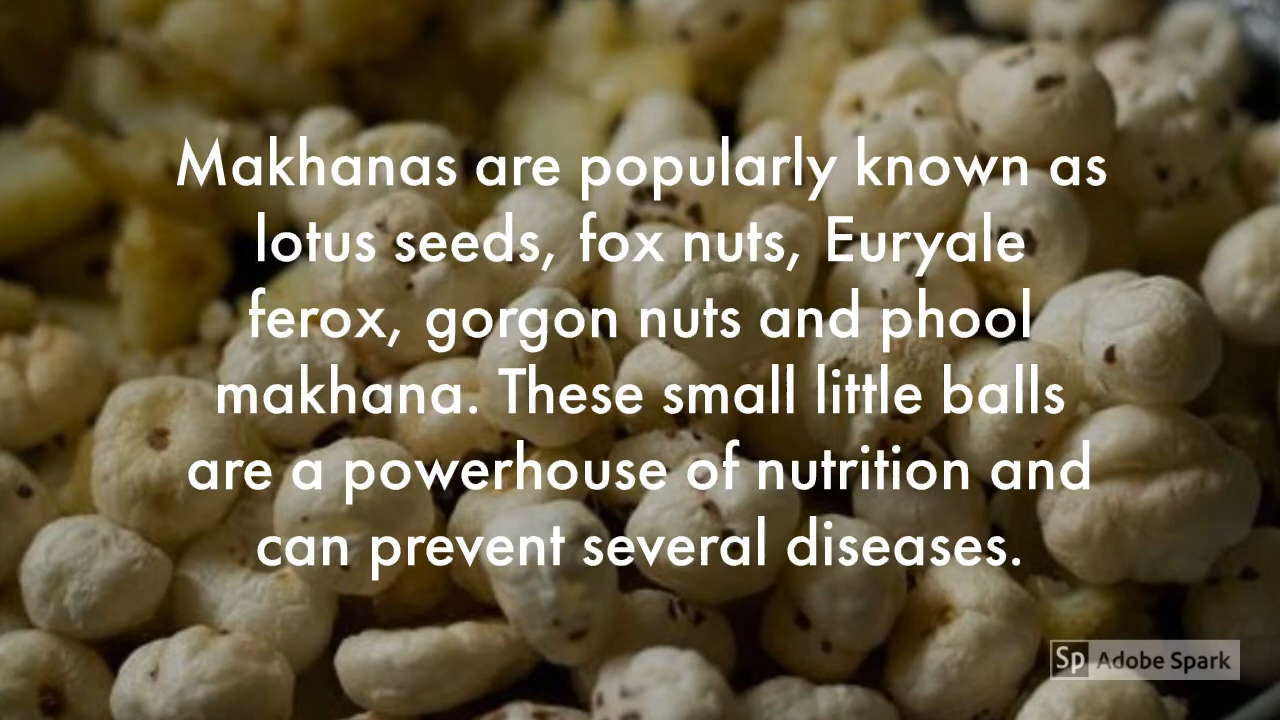 Makhanas are popularly known as
lotus seeds, fox nuts, Euryale
ferox, gorgon nuts and phool
makhana. These small little balls
are a powerhouse of nutrition and
can prevent several diseases.
Sp Adobe Spark